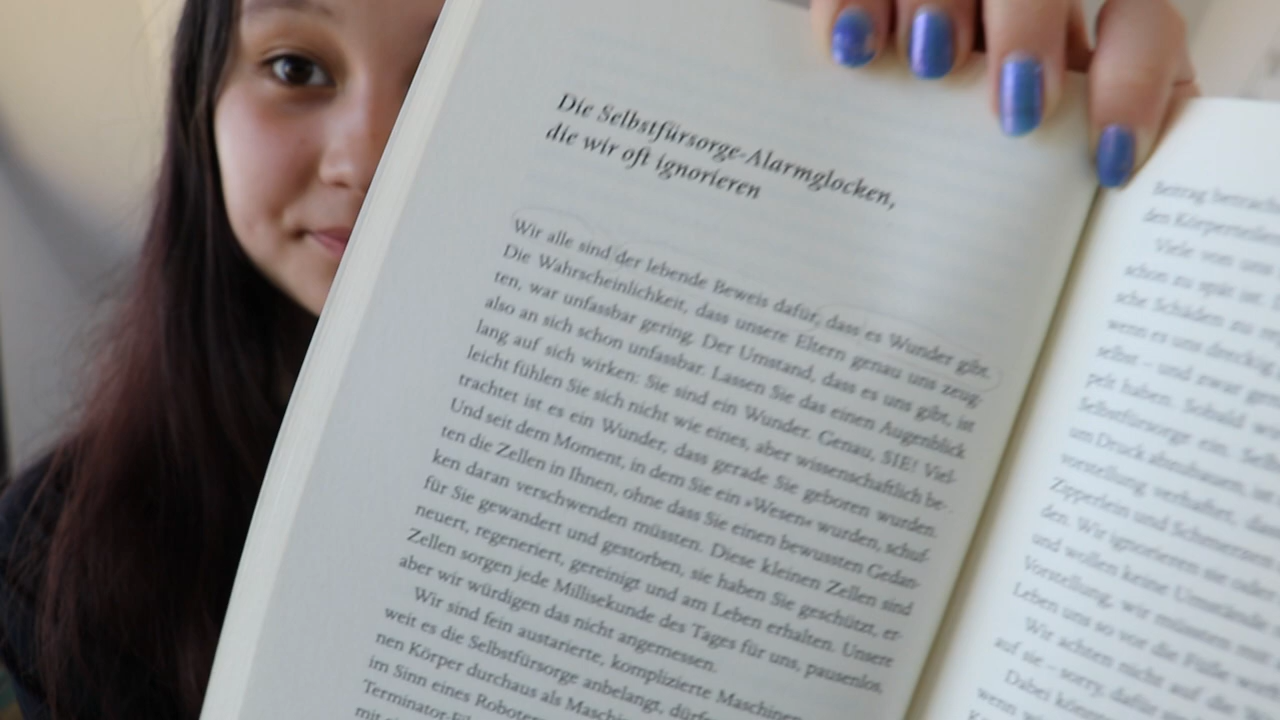 Die Selbstfürsorge-Alarmglocken,
die wir oft ignorieren
Wir alle sind der lebende Beweis dafür, dass es Wunder gibt.
Die Wahrscheinlichkeit, dass unsere Eltern genau uns zeug-
ten, war unfassbar gering. Der Umstand, dass es uns gibt, ist
also an sich schon unfassbar. Lassen Sie das einen Augenblick
lang auf sich wirken: Sie sind ein Wunder. Genau, SIE! Viel-
leicht fühlen Sie sich nicht wie eines, aber wissenschaftlich be-
trachtet ist es ein Wunder, dass gerade Sie geboren wurden.
Und seit dem Moment, in dem Sie ein »Wesen« wurden, schuf-
ten die Zellen in Ihnen, ohne dass Sie einen bewussten Gedan-
ken daran verschwenden müssten. Diese kleinen Zellen sind
für Sie gewandert und gestorben, sie haben Sie geschützt, er-
neuert, regeneriert, gereinigt und am Leben erhalten. Unsere
Zellen sorgen jede Millisekunde des Tages für uns, pausenlos,
aber wir würdigen das nicht angemessen.
Wir sind fein austarierte, komplizierte Maschinen
weit es die Selbstfürsorge anbelangt, dürf
nen Körper durchaus als Maschi
im Sinn eines Roboter
Terminator-Fil
mit
Beitrag
den Körperteilen
Viele von uns
schon zu spät ist.
sche Schäden zu
wenn es uns dreckig
selbst – und zwar
pelt haben. Sobald
Selbstfürsorge ein.
um Druck
vorstellung verhaftet, dass
Zipperlein und Schmerzen
den. Wir ignorieren sie
und wollen keine Umstände
Vorstellung, wir müssten
Leben uns so vor die Füße
Wir achten nicht auf die
auf sie – sorry, dafür
Dabei
wenn